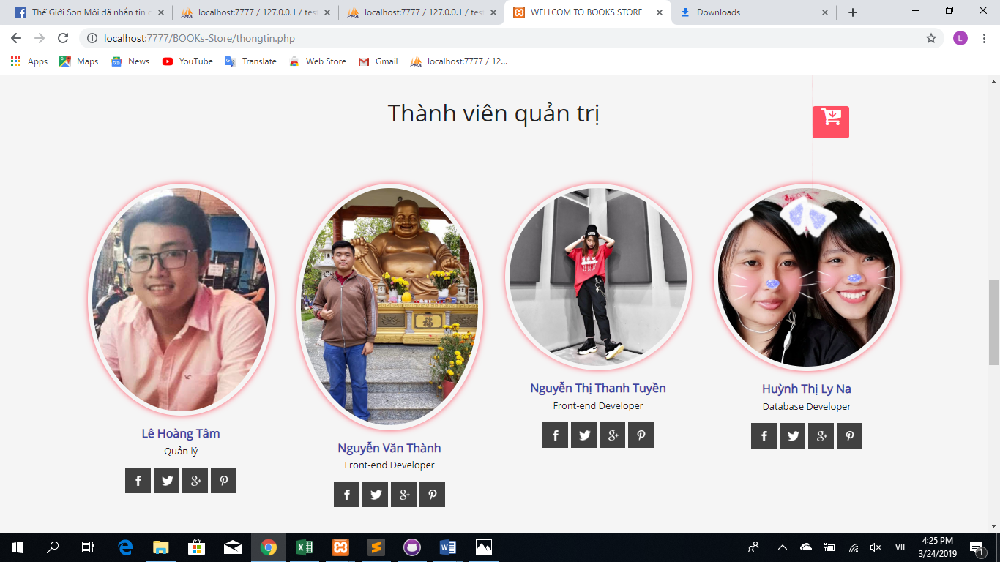 Thế Giới Son Môi đã nhắn tin c
localhost:7777 / 127.0.0.1 / tes
localhost:7777 / 127.0.0.1 / tes
WELLCOM TO BOOKS STORE
Downloads
localhost:7777/BOOKs-Store/thongtin.php
L
Apps
Maps
News
YouTube
Translate
Web Store
Gmail
localhost:7777 / 12...
Thành viên quản trị
Lê Hoàng Tâm
Quản lý
Nguyễn Văn Thành
Front-end Developer
Nguyễn Thị Thanh Tuyền
Front-end Developer
Huỳnh Thị Ly Na
Database Developer
VIE
4:25 PM
3/24/2019
1